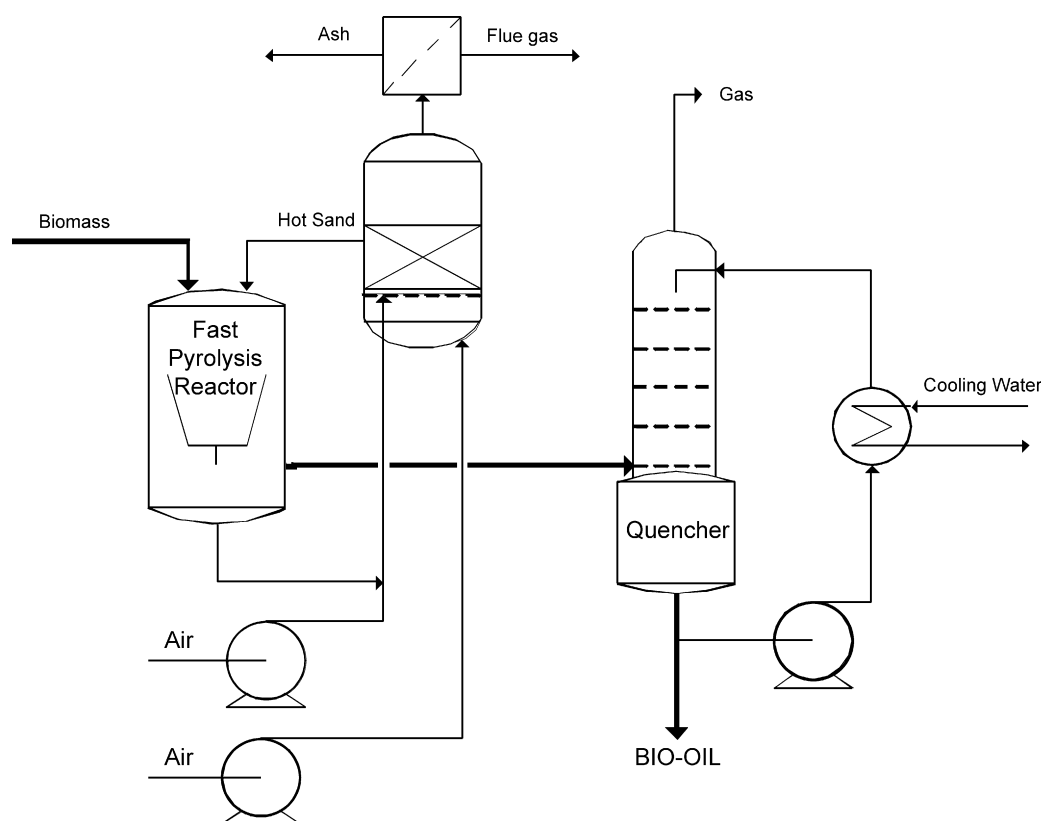 Ash
Flue gas
Gas
Biomass
Hot Sand
Fast
Pyrolysis
Reactor
Cooling Water
Quencher
Air
Air
BIO-OIL